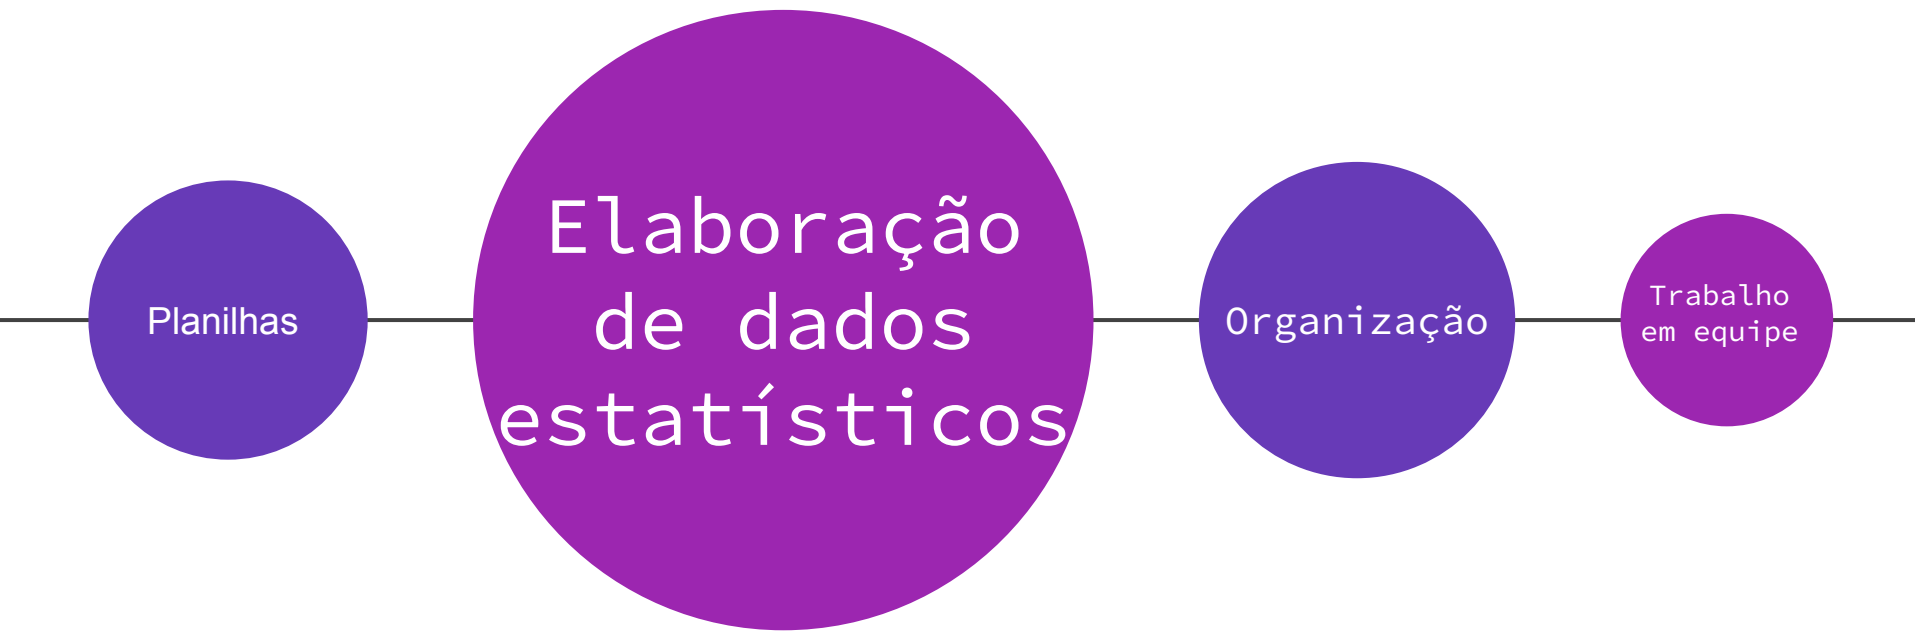 Planilhas
Elaboração
de dados
estatísticos
Organização
Trabalho
em equipe